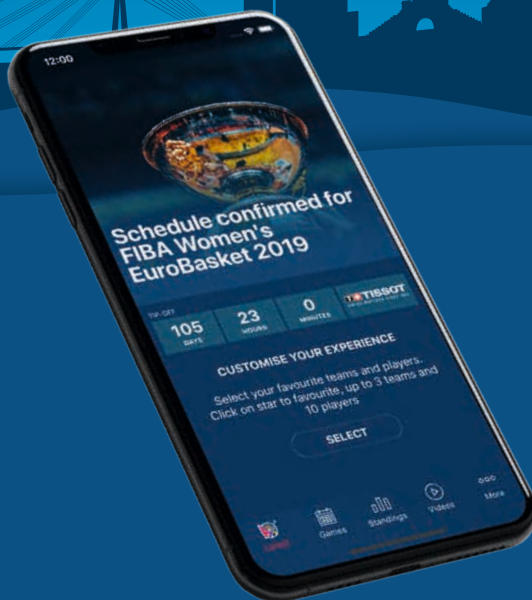 12:00
Schedule confirmed for
FIBA Women's
EuroBasket 2019
TIP-OFF
105 23 0 TISSOT
DAYS HOURS MINUTES
CUSTOMISE YOUR EXPERIENCE
Select your favourite teams and players.
Click on star to favourite, up to 3 teams and
10 players
SELECT
Games Standings Videos More